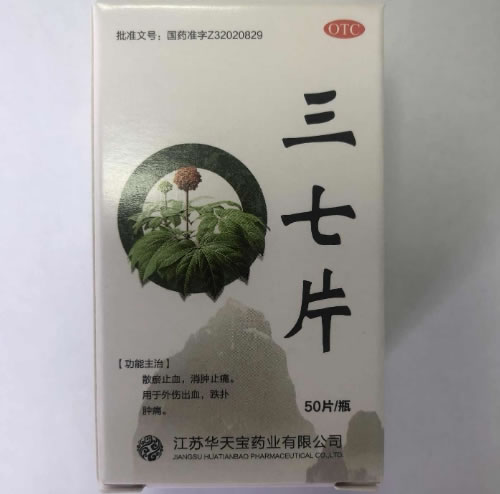 批准文号：国药准字Z32020829
OTC
三七片
【功能主治】
散瘀止血，消肿止痛。
用于外伤出血，跌扑
肿痛。
50片/瓶
江苏华天宝药业有限公司
JIANGSU HUATIANBAO PHARMACEUTICAL CO.,LTD.